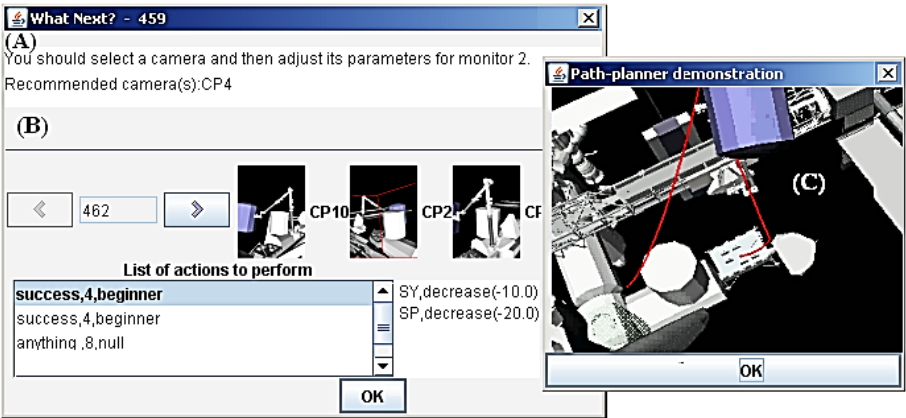 What Next? - 459
(A)
You should select a camera and then adjust its parameters for monitor 2.
Recommended camera(s):CP4
(B)
462
CP10
CP2
CP
List of actions to perform
success,4,beginner
success,4,beginner
anything ,8,null
SY,decrease(-10.0)
SP,decrease(-20.0)
OK
Path-planner demonstration
(C)
OK